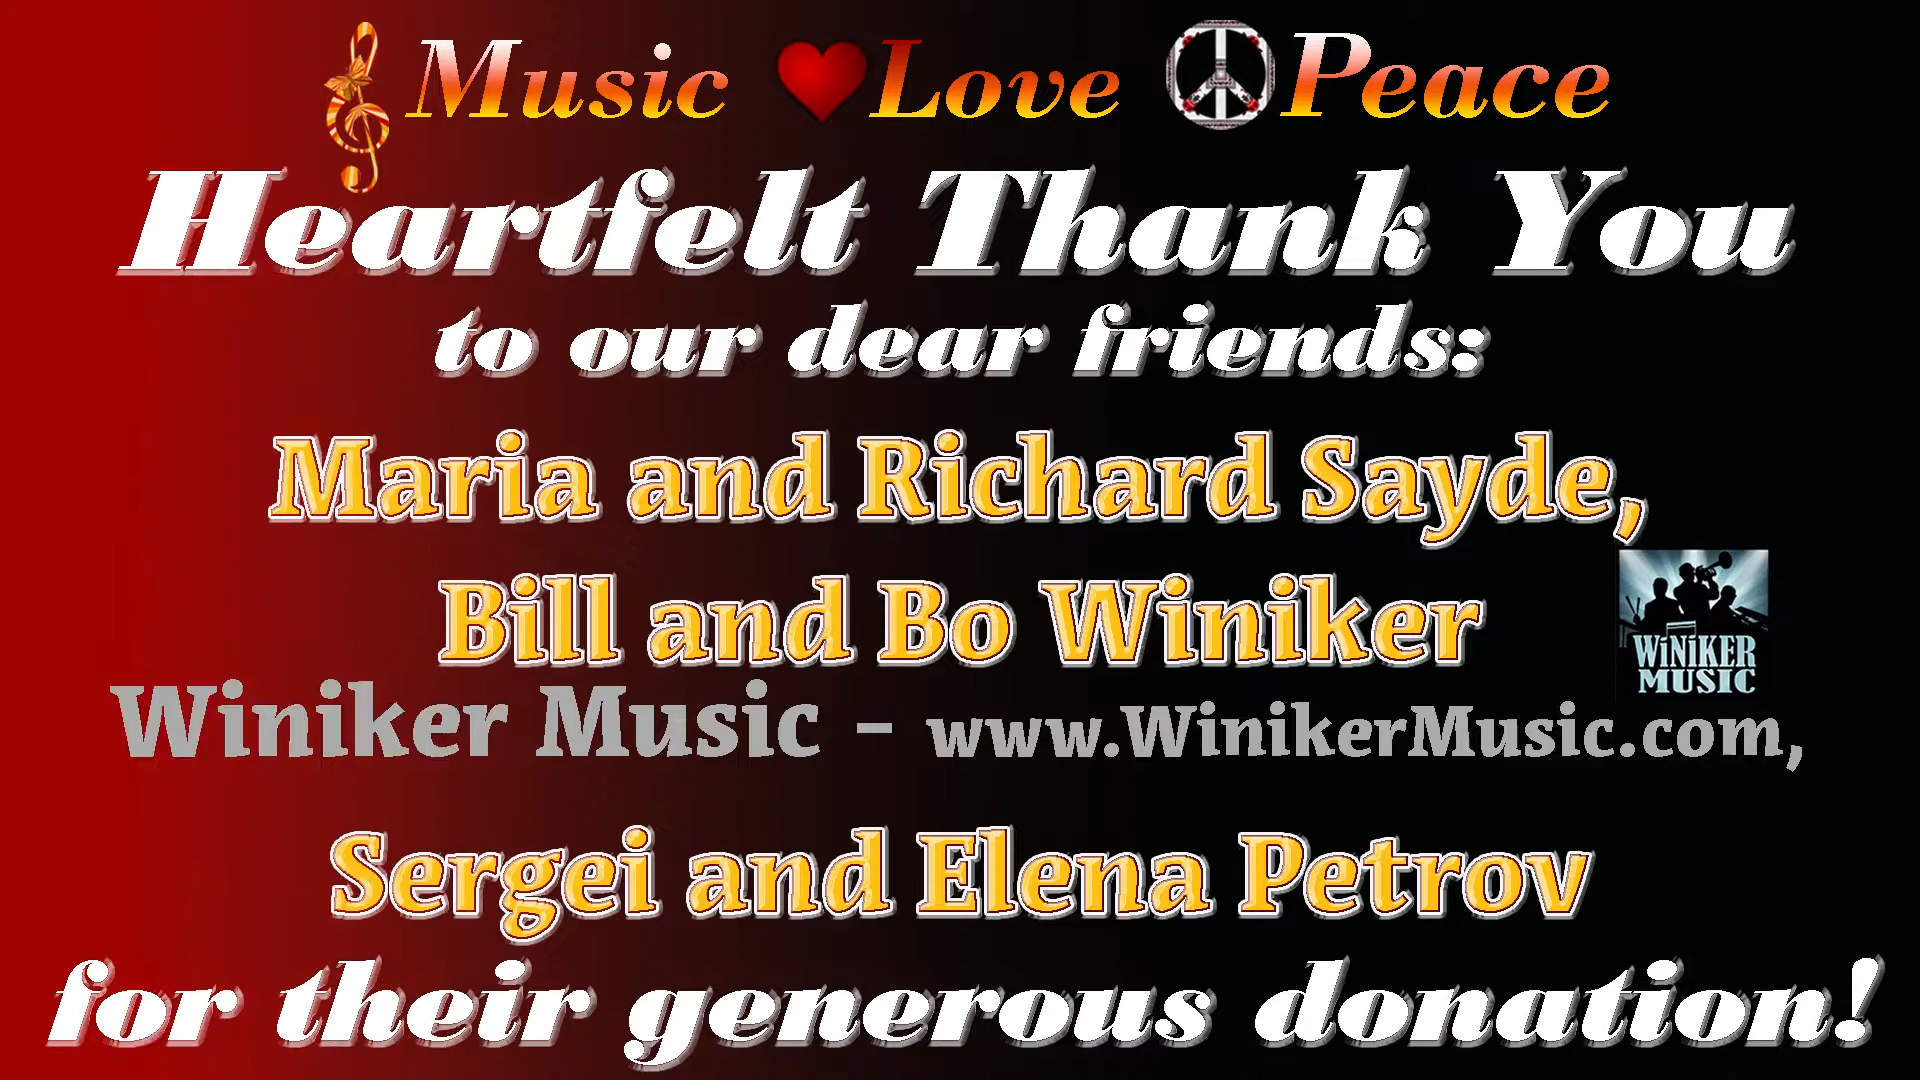 Music Love Peace
Heartfelt Thank You
to our dear friends:
Maria and Richard Sayde,
Bill and Bo Winiker
WiNiKER
MUSIC
Winiker Music - www.WinikerMusic.com,
Sergei and Elena Petrov
for their generous donation!